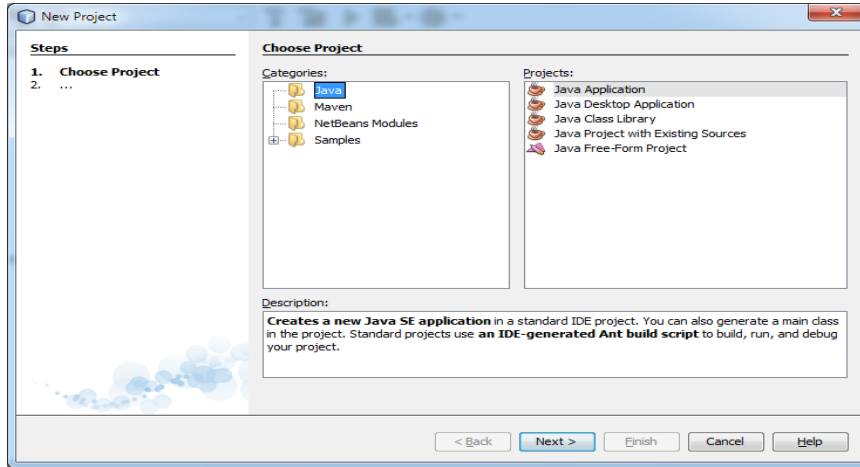 New Project
Steps
1. Choose Project
2. ...
Choose Project
Categories:
Java
Maven
NetBeans Modules
Samples
Projects:
Java Application
Java Desktop Application
Java Class Library
Java Project with Existing Sources
Java Free-Form Project
Description:
Creates a new Java SE application in a standard IDE project. You can also generate a main class
in the project. Standard projects use an IDE-generated Ant build script to build, run, and debug
your project.
< Back
Next >
Finish
Cancel
Help